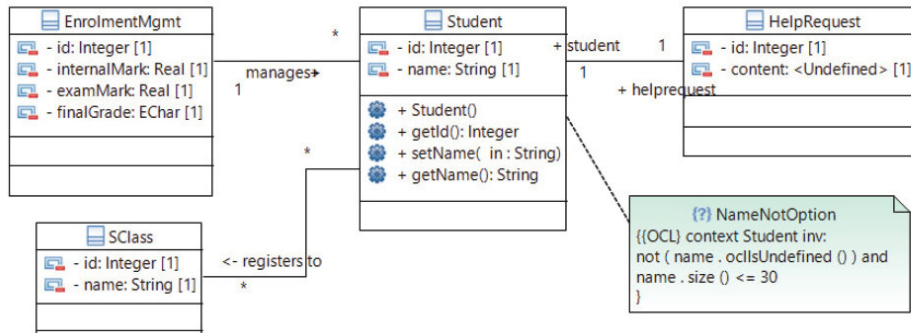 EnrolmentMgmt
- id: Integer [1]
- internalMark: Real [1]
- examMark: Real [1]
- finalGrade: EChar [1]
*
manages+
1
Student
- id: Integer [1]
- name: String [1]
+ Student()
+ getId(): Integer
+ setName( in : String)
+ getName(): String
+ student
1
1
+ helprequest
HelpRequest
- id: Integer [1]
- content: <Undefined> [1]
*
<- registers to
*
SClass
- id: Integer [1]
- name: String [1]
{?} NameNotOption
{{OCL} context Student inv:
not ( name . oclIsUndefined () ) and
name . size () <= 30
}